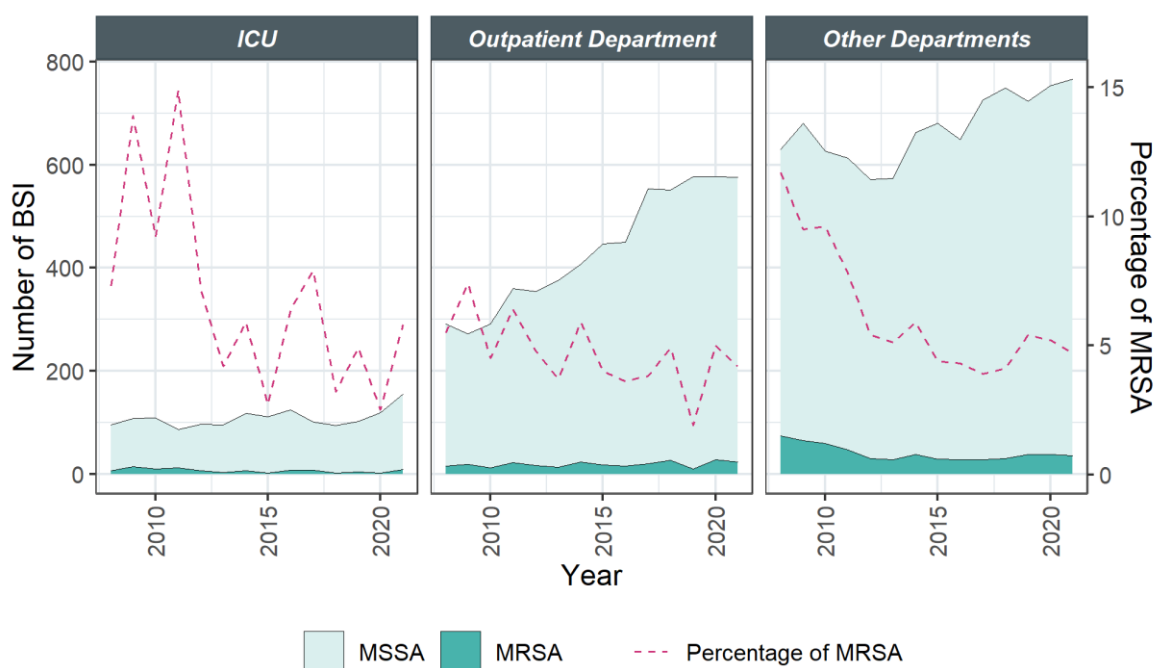 ICU Outpatient Department Other Departments
800
600
400
200
0
15
10
5
0
Number of BSI
Percentage of MRSA
2010 2015 2020 2010 2015 2020 2010 2015 2020
Year
MSSA MRSA Percentage of MRSA